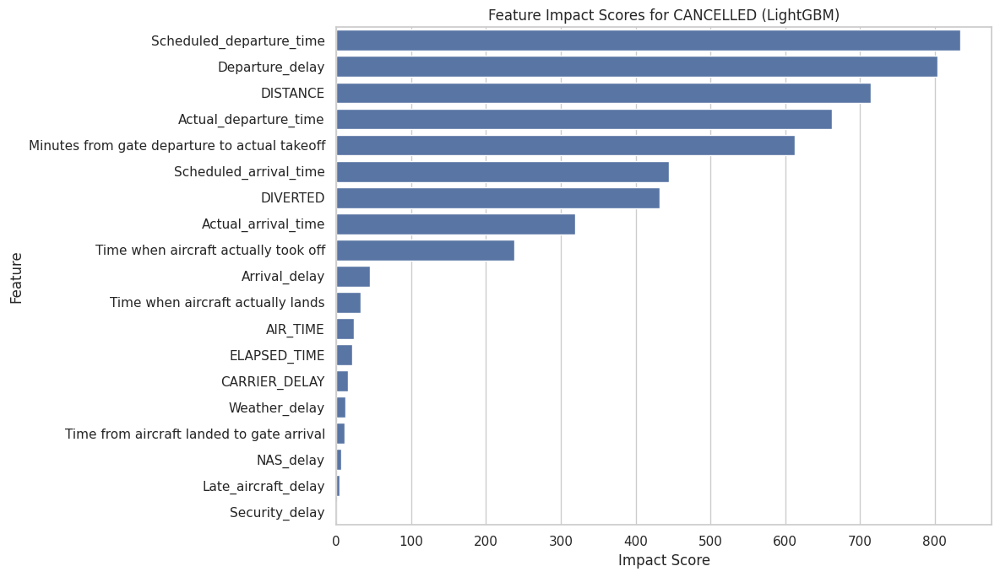 Feature Impact Scores for CANCELLED (LightGBM)
Feature
Scheduled_departure_time
Departure_delay
DISTANCE
Actual_departure_time
Minutes from gate departure to actual takeoff
Scheduled_arrival_time
DIVERTED
Actual_arrival_time
Time when aircraft actually took off
Arrival_delay
Time when aircraft actually lands
AIR_TIME
ELAPSED_TIME
CARRIER_DELAY
Weather_delay
Time from aircraft landed to gate arrival
NAS_delay
Late_aircraft_delay
Security_delay
0 100 200 300 400 500 600 700 800
Impact Score